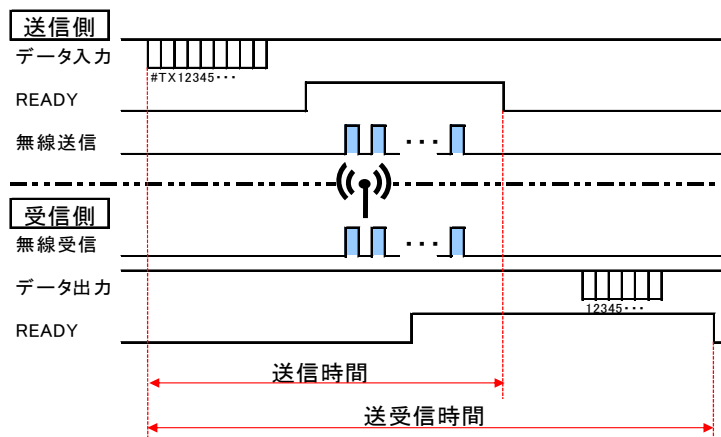 送信側
データ入力
#TX12345・・・
READY
無線送信
・・・
受信側
無線受信
・・・
データ出力
12345・・・
READY
送信時間
送受信時間